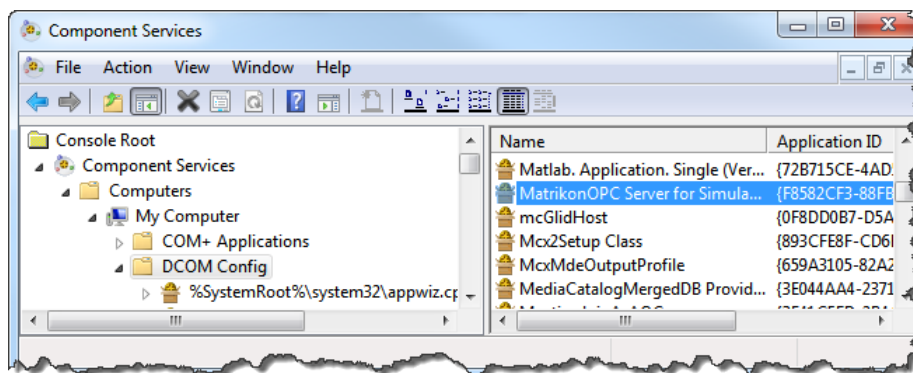 Component Services
File Action View Window Help
Console Root
Component Services
Computers
My Computer
COM+ Applications
DCOM Config
%SystemRoot%\system32\appwiz.cp
Name Application ID
Matlab. Application. Single (Ver... {72B715CE-4AD
MatrikonOPC Server for Simula... {F8582CF3-88FB
mcGlidHost {0F8DD0B7-D5A
Mcx2Setup Class {893CFE8F-CD6
McxMdeOutputProfile {659A3105-82A2
MediaCatalogMergedDB Provid... {3E044AA4-2371